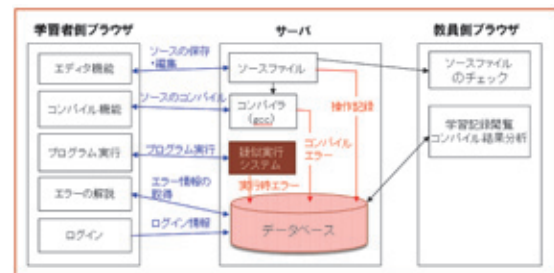 学習者側ブラウザ
サーバ
教員側ブラウザ
エディタ機能
ソースの保存
・編集
ソースファイル
ソースファイル
のチェック
コンパイル機能
ソースのコンパイル
コンパイラ
(gcc)
操作記録
学習記録閲覧
コンパイル結果分析
プログラム実行
プログラム実行
疑似実行
システム
コンパイル
エラー
エラーの解説
エラー情報の
取得
実行時エラー
ログイン
ログイン情報
データベース